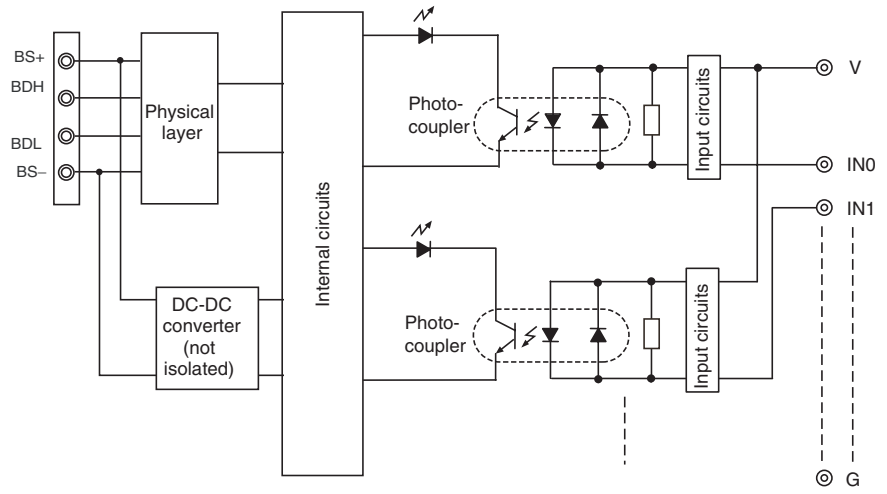 BS+
BDH
BDL
BS–
Physical
layer
DC-DC
converter
(not
isolated)
Internal circuits
Photo-
coupler
Input circuits
V
IN0
IN1
Photo-
coupler
Input circuits
G